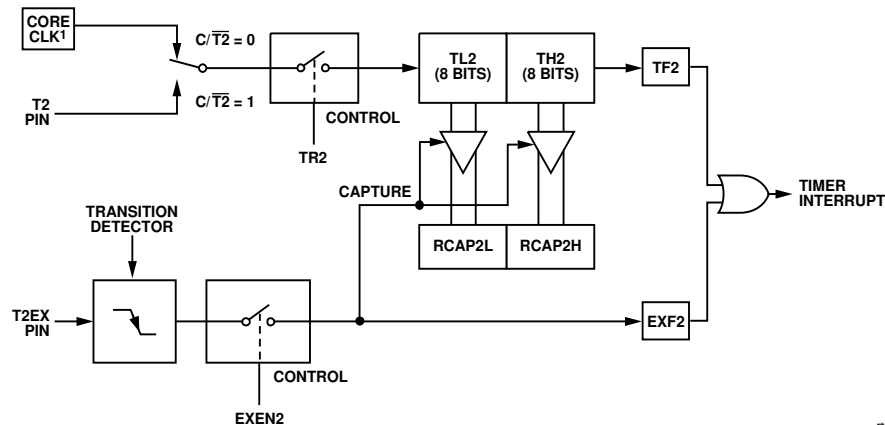 CORE
CLK¹
C/T̅2̅ = 0
T2
PIN
C/T̅2̅ = 1
CONTROL
TR2
TL2
(8 BITS)
TH2
(8 BITS)
TF2
CAPTURE
TIMER
INTERRUPT
RCAP2L
RCAP2H
TRANSITION
DETECTOR
T2EX
PIN
CONTROL
EXEN2
EXF2